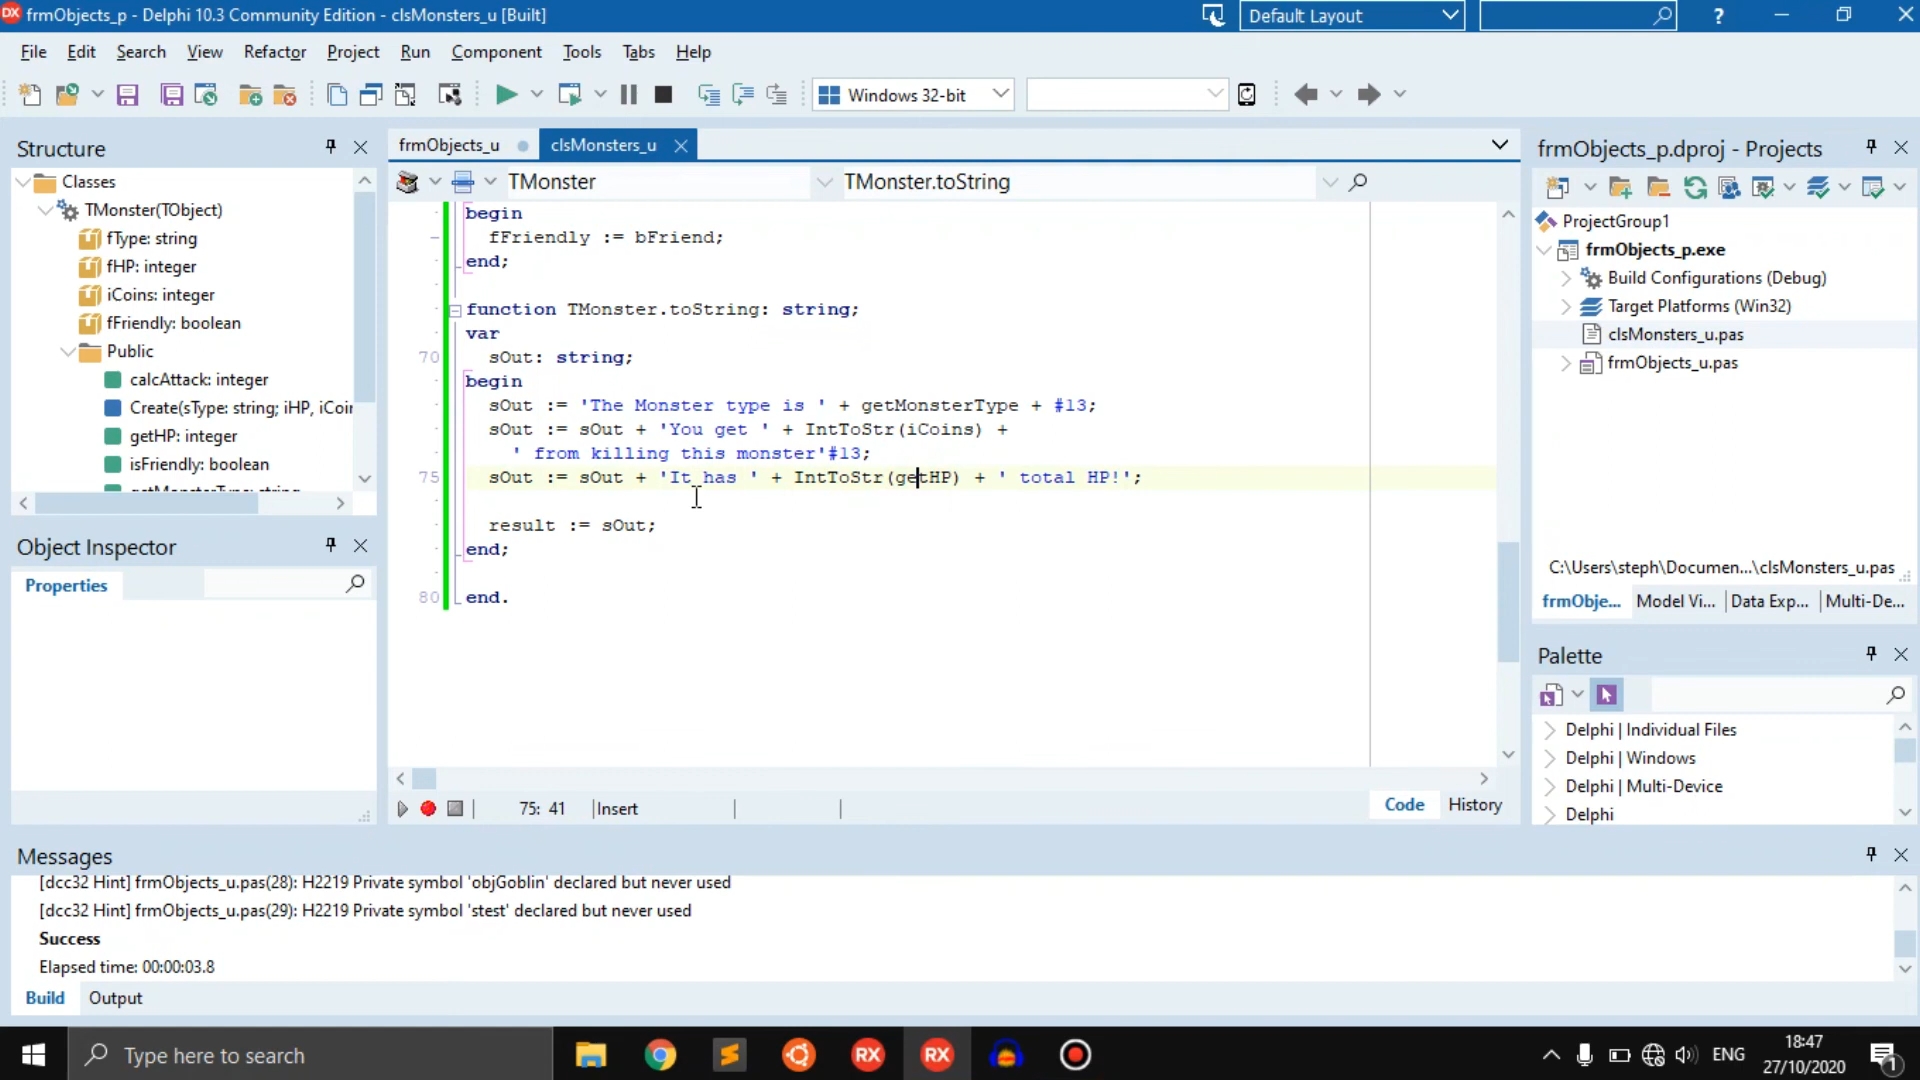 frmObjects_p - Delphi 10.3 Community Edition - clsMonsters_u [Built]
Default Layout
File Edit Search View Refactor Project Run Component Tools Tabs Help
Windows 32-bit
Structure
Classes
TMonster(TObject)
fType: string
fHP: integer
iCoins: integer
fFriendly: boolean
Public
calcAttack: integer
Create(sType: string; iHP, iCoin
getHP: integer
isFriendly: boolean
Object Inspector
Properties
frmObjects_u
clsMonsters_u
TMonster
TMonster.toString
begin
fFriendly := bFriend;
end;
function TMonster.toString: string;
var
70 sOut: string;
begin
sOut := 'The Monster type is ' + getMonsterType + #13;
sOut := sOut + 'You get ' + IntToStr(iCoins) +
' from killing this monster'#13;
75 sOut := sOut + 'It has ' + IntToStr(getHP) + ' total HP!';
result := sOut;
end;
80 end.
75: 41 Insert
Code History
frmObjects_p.dproj - Projects
ProjectGroup1
frmObjects_p.exe
Build Configurations (Debug)
Target Platforms (Win32)
clsMonsters_u.pas
frmObjects_u.pas
C:\Users\steph\Documen...\clsMonsters_u.pas
frmObje... Model Vi... Data Exp... Multi-De...
Palette
Delphi | Individual Files
Delphi | Windows
Delphi | Multi-Device
Delphi
Messages
[dcc32 Hint] frmObjects_u.pas(28): H2219 Private symbol 'objGoblin' declared but never used
[dcc32 Hint] frmObjects_u.pas(29): H2219 Private symbol 'stest' declared but never used
Success
Elapsed time: 00:00:03.8
Build Output
Type here to search
RX
RX
ENG
18:47
27/10/2020
1